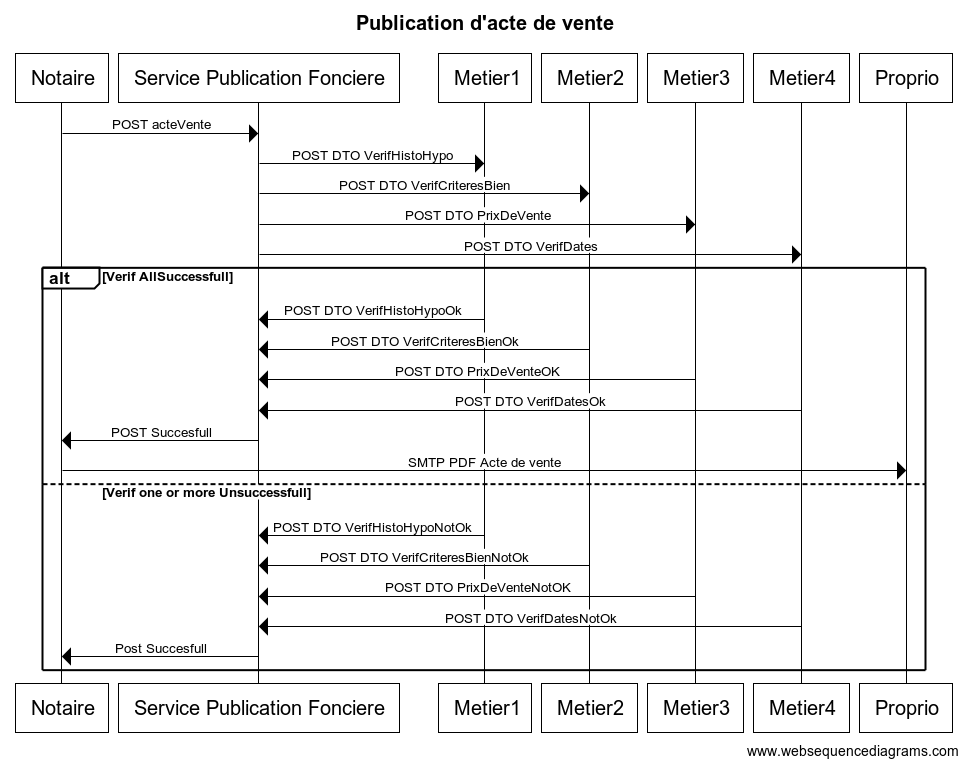 Publication d'acte de vente
Notaire Service Publication Fonciere Metier1 Metier2 Metier3 Metier4 Proprio
POST acteVente
POST DTO VerifHistoHypo
POST DTO VerifCriteresBien
POST DTO PrixDeVente
POST DTO VerifDates
alt [Verif AllSuccessfull]
POST DTO VerifHistoHypoOk
POST DTO VerifCriteresBienOk
POST DTO PrixDeVenteOK
POST DTO VerifDatesOk
POST Succesfull
SMTP PDF Acte de vente
[Verif one or more Unsuccessfull]
POST DTO VerifHistoHypoNotOk
POST DTO VerifCriteresBienNotOk
POST DTO PrixDeVenteNotOK
POST DTO VerifDatesNotOk
Post Succesfull
Notaire Service Publication Fonciere Metier1 Metier2 Metier3 Metier4 Proprio
www.websequencediagrams.com